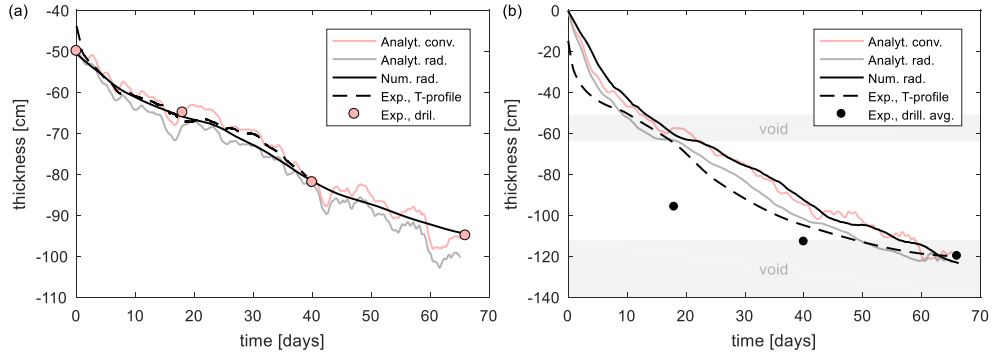 (a)
thickness [cm]
-40
-50
-60
-70
-80
-90
-100
-110
0 10 20 30 40 50 60 70
time [days]
Analyt. conv.
Analyt. rad.
Num. rad.
Exp., T-profile
Exp., dril.
(b)
thickness [cm]
0
-20
-40
-60
-80
-100
-120
-140
0 10 20 30 40 50 60 70
time [days]
Analyt. conv.
Analyt. rad.
Num. rad.
Exp., T-profile
Exp., drill. avg.
void
void